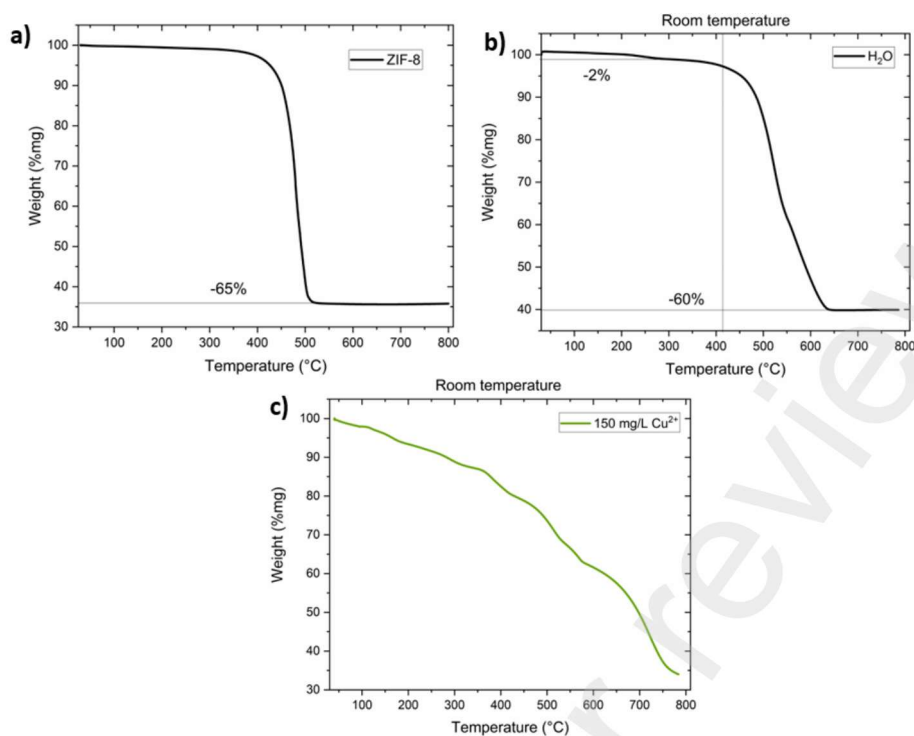 a)
ZIF-8
100
90
80
70
60
50
40
30
Weight (%mg)
-65%
100 200 300 400 500 600 700 800
Temperature (°C)
Room temperature
b)
H₂O
-2%
100
90
80
70
60
50
40
Weight (%mg)
-60%
100 200 300 400 500 600 700 800
Temperature (°C)
Room temperature
c)
150 mg/L Cu²⁺
100
90
80
70
60
50
40
30
Weight (%mg)
100 200 300 400 500 600 700 800
Temperature (°C)
r review